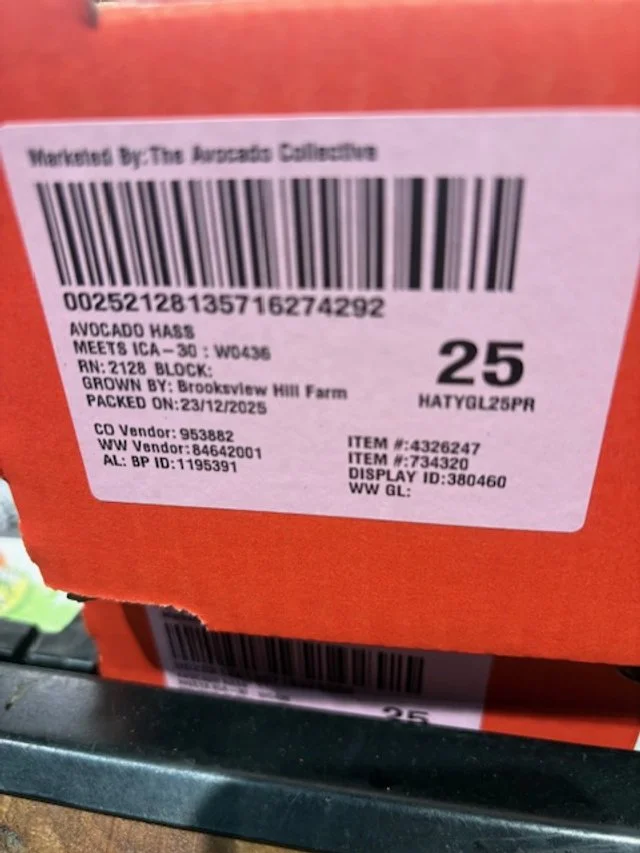 Marketed By:The Avocado Collective
00252128135716274292
AVOCADO HASS
MEETS ICA-30 : W0436
RN: 2128 BLOCK:
GROWN BY: Brooksview Hill Farm
PACKED ON:23/12/2025
25
HATYGL25PR
CO Vendor: 953882
WW Vendor: 84642001
AL: BP ID:1195391
ITEM #:4326247
ITEM #:734320
DISPLAY ID:380460
WW GL:
25